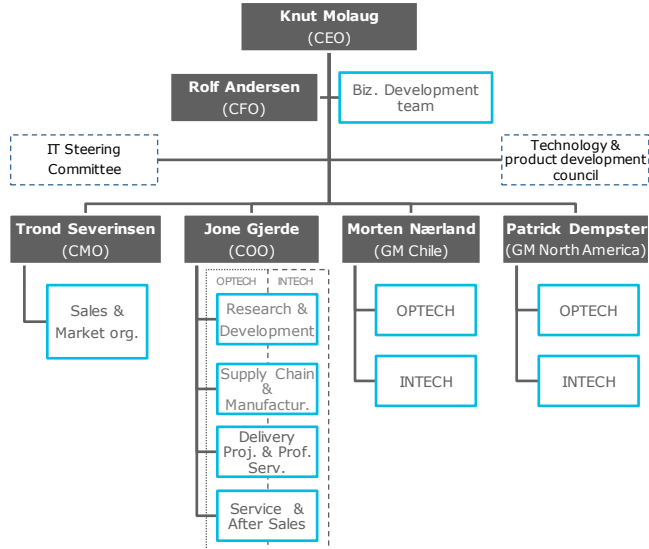 Knut Molaug
(CEO)
Rolf Andersen
(CFO)
Biz. Development
team
IT Steering
Committee
Technology &
product development
council
Trond Severinsen
(CMO)
Jone Gjerde
(COO)
Morten Nærland
(GM Chile)
Patrick Dempster
(GM North America)
Sales &
Market org.
OPTECH
INTECH
Research &
Development
Supply Chain
&
Manufactur.
Delivery
Proj. & Prof.
Serv.
Service &
After Sales
OPTECH
INTECH
OPTECH
INTECH